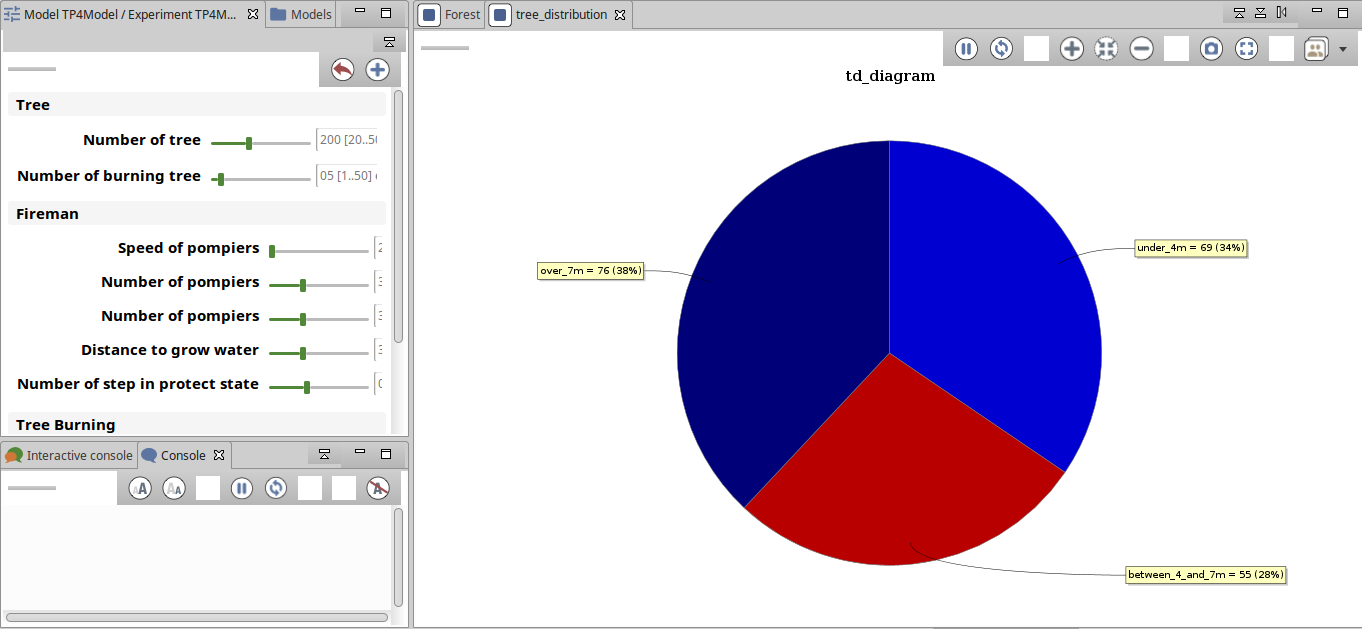 Model TP4Model / Experiment TP4M...
Models
Tree
Number of tree
200 [20..50
Number of burning tree
05 [1..50]
Fireman
Speed of pompiers
2
Number of pompiers
3
Number of pompiers
3
Distance to grow water
3
Number of step in protect state
0
Tree Burning
Interactive console
Console
Forest
tree_distribution
td_diagram
under_4m = 69 (34%)
over_7m = 76 (38%)
between_4_and_7m = 55 (28%)